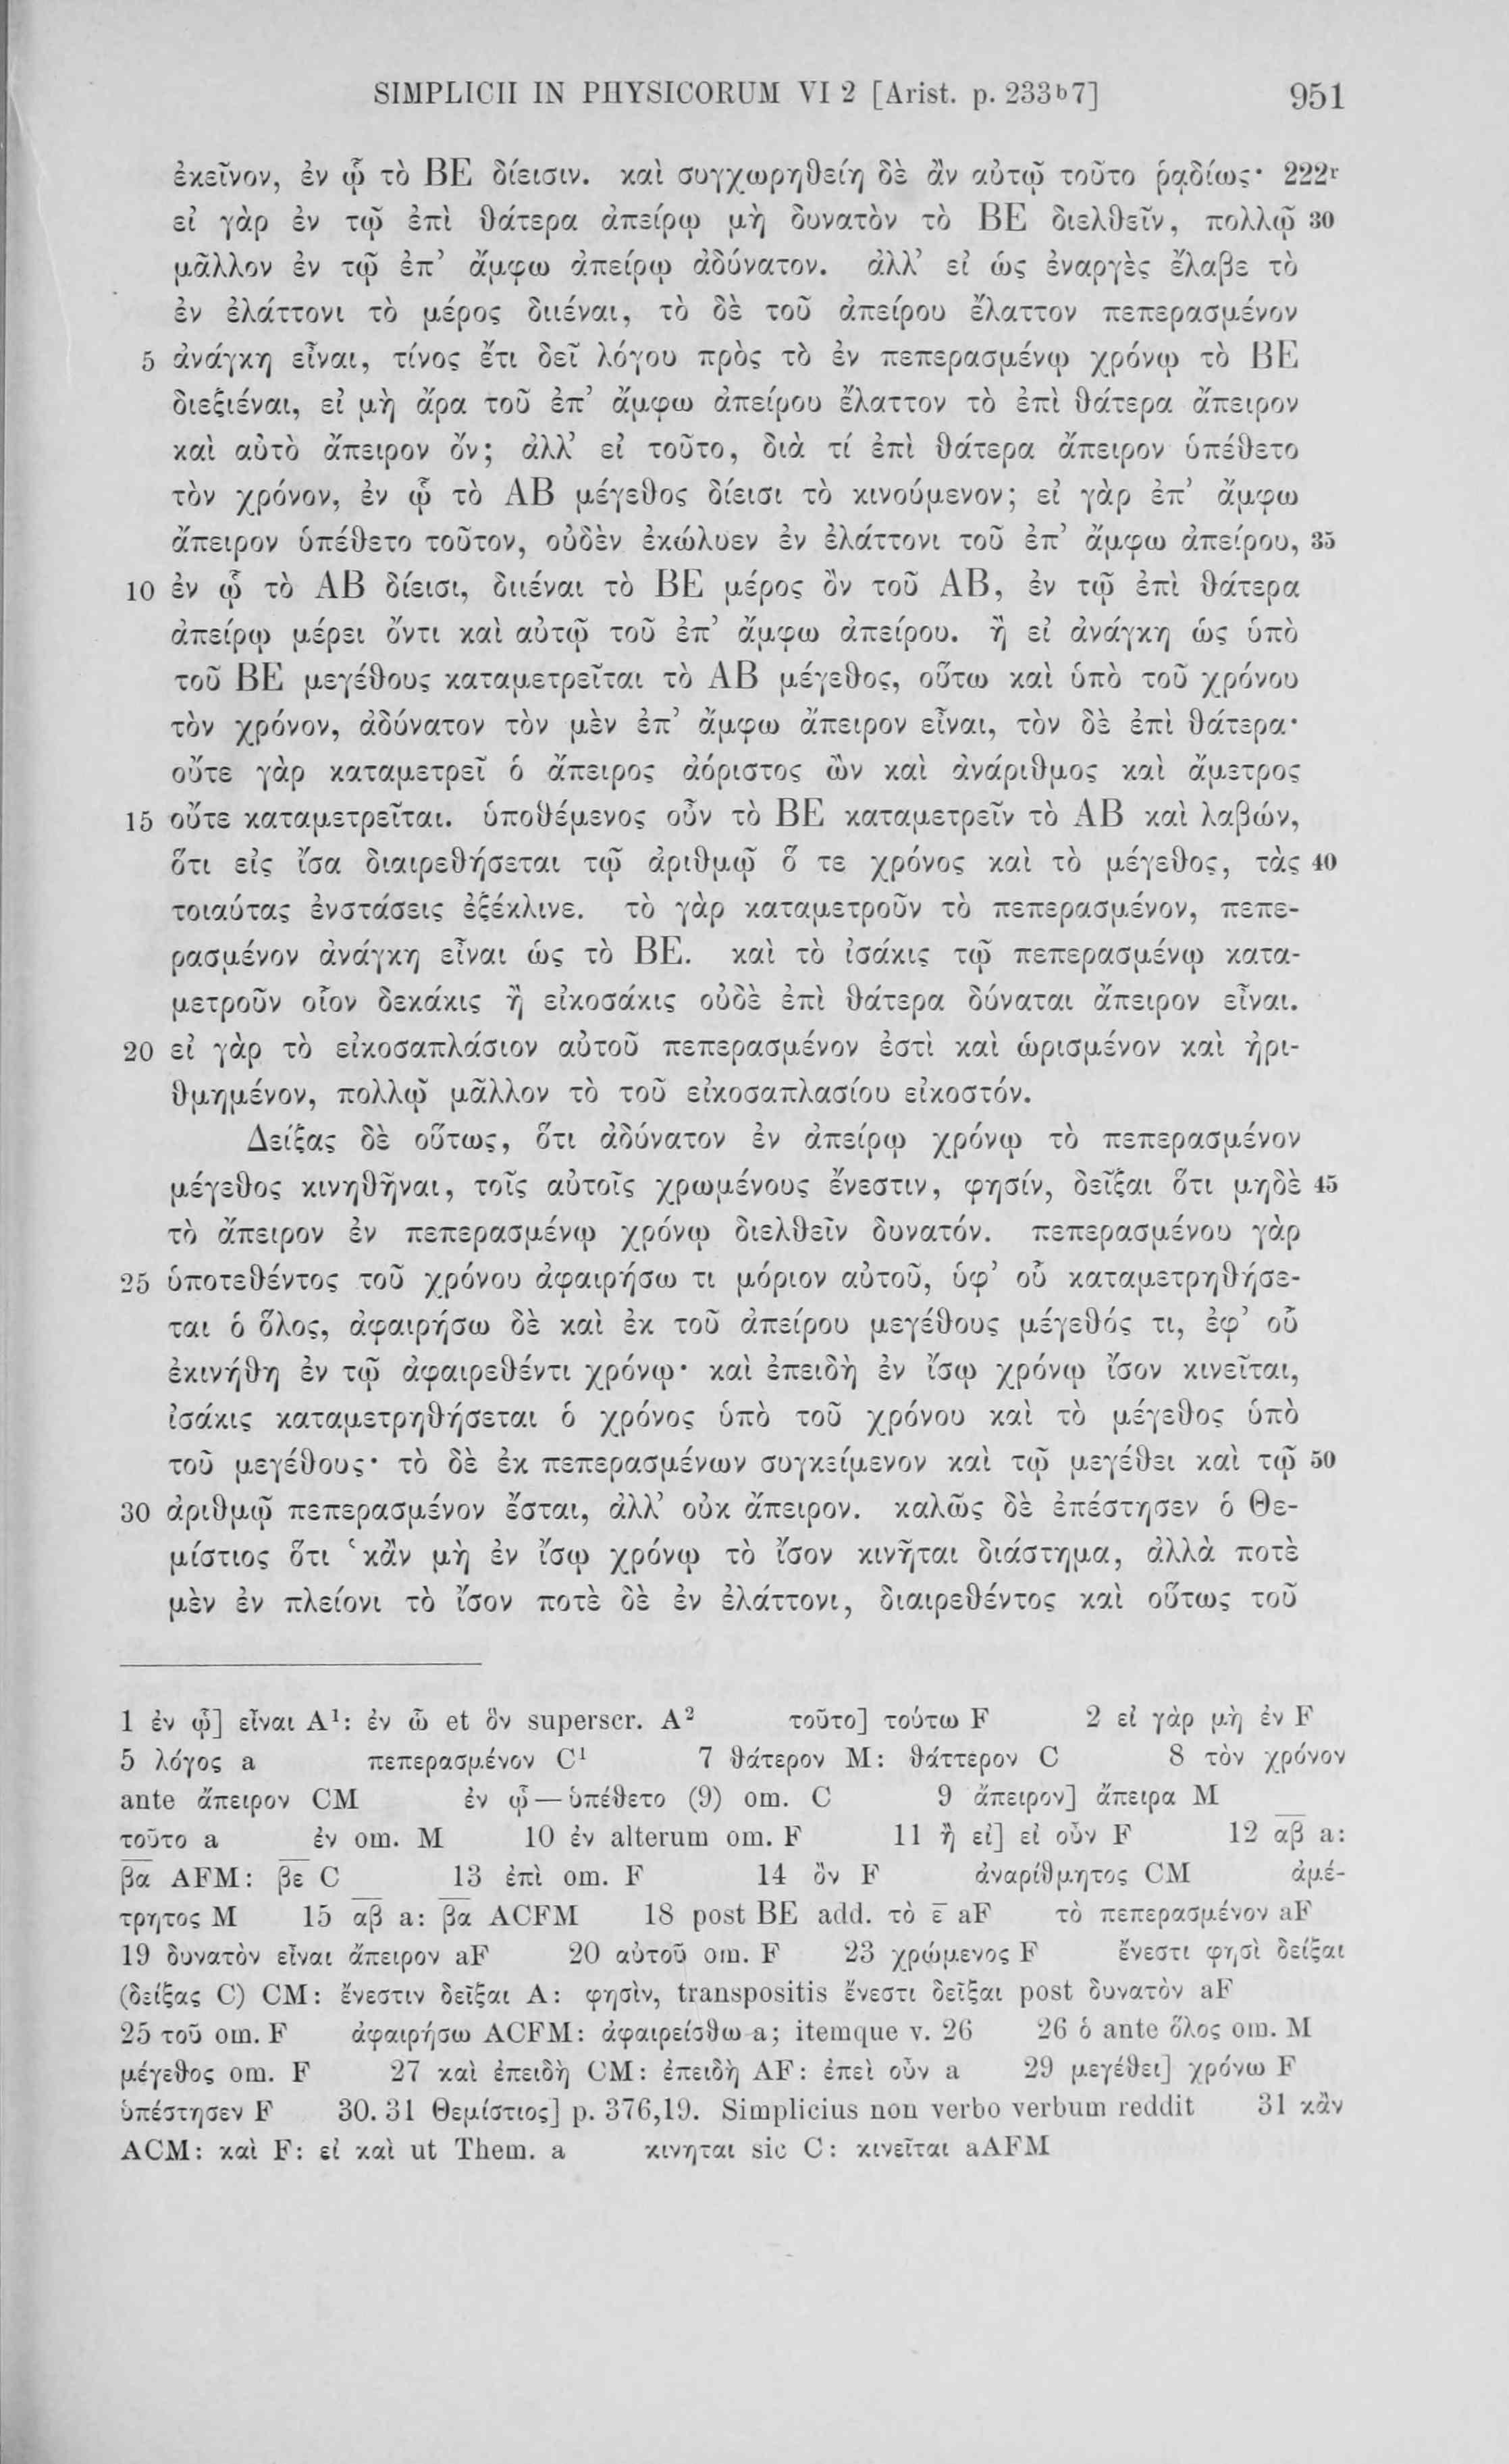 SIMPLICII IN PHYSICORUM VI 2 [Arist. p. 233ᵇ7] 951
ἐκεῖνον, ἐν ᾧ τὸ ΒΕ δίεισιν. καὶ συγχωρηθείη δὲ ἂν αὐτῷ τοῦτο ῥᾳδίως· 222ʳ
εἰ γὰρ ἐν τῷ ἐπὶ θάτερα ἀπείρῳ μὴ δυνατὸν τὸ ΒΕ διελθεῖν, πολλῷ 30
μᾶλλον ἐν τῷ ἐπ’ ἄμφω ἀπείρῳ ἀδύνατον. ἀλλ’ εἰ ὡς ἐναργὲς ἔλαβε τὸ
ἐν ἐλάττονι τὸ μέρος διιέναι, τὸ δὲ τοῦ ἀπείρου ἔλαττον πεπερασμένον
5 ἀνάγκη εἶναι, τίνος ἔτι δεῖ λόγου πρὸς τὸ ἐν πεπερασμένῳ χρόνῳ τὸ ΒΕ
διεξιέναι, εἰ μὴ ἄρα τοῦ ἐπ’ ἄμφω ἀπείρου ἔλαττον τὸ ἐπὶ θάτερα ἄπειρον
καὶ αὐτὸ ἄπειρον ὄν; ἀλλ’ εἰ τοῦτο, διὰ τί ἐπὶ θάτερα ἄπειρον ὑπέθετο
τὸν χρόνον, ἐν ᾧ τὸ ΑΒ μέγεθος δίεισι τὸ κινούμενον; εἰ γὰρ ἐπ’ ἄμφω
ἄπειρον ὑπέθετο τοῦτον, οὐδὲν ἐκώλυεν ἐν ἐλάττονι τοῦ ἐπ’ ἄμφω ἀπείρου, 35
10 ἐν ᾧ τὸ ΑΒ δίεισι, διιέναι τὸ ΒΕ μέρος ὂν τοῦ ΑΒ, ἐν τῷ ἐπὶ θάτερα
ἀπείρῳ μέρει ὄντι καὶ αὐτῷ τοῦ ἐπ’ ἄμφω ἀπείρου. ἢ εἰ ἀνάγκη ὡς ὑπὸ
τοῦ ΒΕ μεγέθους καταμετρεῖται τὸ ΑΒ μέγεθος, οὕτω καὶ ὑπὸ τοῦ χρόνου
τὸν χρόνον, ἀδύνατον τὸν μὲν ἐπ’ ἄμφω ἄπειρον εἶναι, τὸν δὲ ἐπὶ θάτερα·
οὔτε γὰρ καταμετρεῖ ὁ ἄπειρος ἀόριστος ὢν καὶ ἀνάριθμος καὶ ἄμετρος
15 οὔτε καταμετρεῖται. ὑποθέμενος οὖν τὸ ΒΕ καταμετρεῖν τὸ ΑΒ καὶ λαβών,
ὅτι εἰς ἴσα διαιρεθήσεται τῷ ἀριθμῷ ὅ τε χρόνος καὶ τὸ μέγεθος, τὰς 40
τοιαύτας ἐνστάσεις ἐξέκλινε. τὸ γὰρ καταμετροῦν τὸ πεπερασμένον, πεπε-
ρασμένον ἀνάγκη εἶναι ὡς τὸ ΒΕ. καὶ τὸ ἰσάκις τῷ πεπερασμένῳ κατα-
μετροῦν οἷον δεκάκις ἢ εἰκοσάκις οὐδὲ ἐπὶ θάτερα δύναται ἄπειρον εἶναι.
20 εἰ γὰρ τὸ εἰκοσαπλάσιον αὐτοῦ πεπερασμένον ἐστὶ καὶ ὡρισμένον καὶ ἠρι-
θμημένον, πολλῷ μᾶλλον τὸ τοῦ εἰκοσαπλασίου εἰκοστόν.
Δείξας δὲ οὕτως, ὅτι ἀδύνατον ἐν ἀπείρῳ χρόνῳ τὸ πεπερασμένον
μέγεθος κινηθῆναι, τοῖς αὐτοῖς χρωμένους ἔνεστιν, φησίν, δεῖξαι ὅτι μηδὲ 45
τὸ ἄπειρον ἐν πεπερασμένῳ χρόνῳ διελθεῖν δυνατόν. πεπερασμένου γὰρ
25 ὑποτεθέντος τοῦ χρόνου ἀφαιρήσω τι μόριον αὐτοῦ, ὑφ’ οὗ καταμετρηθήσε-
ται ὁ ὅλος, ἀφαιρήσω δὲ καὶ ἐκ τοῦ ἀπείρου μεγέθους μέγεθός τι, ἐφ’ οὗ
ἐκινήθη ἐν τῷ ἀφαιρεθέντι χρόνῳ· καὶ ἐπειδὴ ἐν ἴσῳ χρόνῳ ἴσον κινεῖται,
ἰσάκις καταμετρηθήσεται ὁ χρόνος ὑπὸ τοῦ χρόνου καὶ τὸ μέγεθος ὑπὸ
τοῦ μεγέθους· τὸ δὲ ἐκ πεπερασμένων συγκείμενον καὶ τῷ μεγέθει καὶ τῷ 50
30 ἀριθμῷ πεπερασμένον ἔσται, ἀλλ’ οὐκ ἄπειρον. καλῶς δὲ ἐπέστησεν ὁ Θε-
μίστιος ὅτι ‘κἂν μὴ ἐν ἴσῳ χρόνῳ τὸ ἴσον κινῆται διάστημα, ἀλλὰ ποτὲ
μὲν ἐν πλείονι τὸ ἴσον ποτὲ δὲ ἐν ἐλάττονι, διαιρεθέντος καὶ οὕτως τοῦ
1 ἐν ᾧ] εἶναι A¹: ἐν ὧ et ὃν superscr. A² τοῦτο] τούτω F 2 εἰ γὰρ μὴ ἐν F
5 λόγος a πεπερασμένον C¹ 7 θάτερον M: θάττερον C 8 τὸν χρόνον
ante ἄπειρον CM ἐν ᾧ — ὑπέθετο (9) om. C 9 ἄπειρον] ἄπειρα M
τοῦτο a ἐν om. M 10 ἐν alterum om. F 11 ἢ εἰ] εἰ οὖν F 12 α̅β̅ a:
β̅α̅ AFM: β̅ε̅ C 13 ἐπὶ om. F 14 ὂν F ἀναρίθμητος CM ἀμέ-
τρητος M 15 α̅β̅ a: β̅α̅ ACFM 18 post ΒΕ add. τὸ ε̅ aF τὸ πεπερασμένον aF
19 δυνατὸν εἶναι ἄπειρον aF 20 αὐτοῦ om. F 23 χρώμενος F ἔνεστι φησὶ δείξαι
(δείξας C) CM: ἔνεστιν δεῖξαι A: φησὶν, transpositis ἔνεστι δεῖξαι post δυνατὸν aF
25 τοῦ om. F ἀφαιρήσω ACFM: ἀφαιρείσθω a; itemque v. 26 26 ὁ ante ὅλος om. M
μέγεθος om. F 27 καὶ ἐπειδὴ CM: ἐπειδὴ AF: ἐπεὶ οὖν a 29 μεγέθει] χρόνω F
ὑπέστησεν F 30. 31 Θεμίστιος] p. 376,19. Simplicius non verbo verbum reddit 31 κἂν
ACM: καὶ F: εἰ καὶ ut Them. a κινηται sic C: κινεῖται aAFM